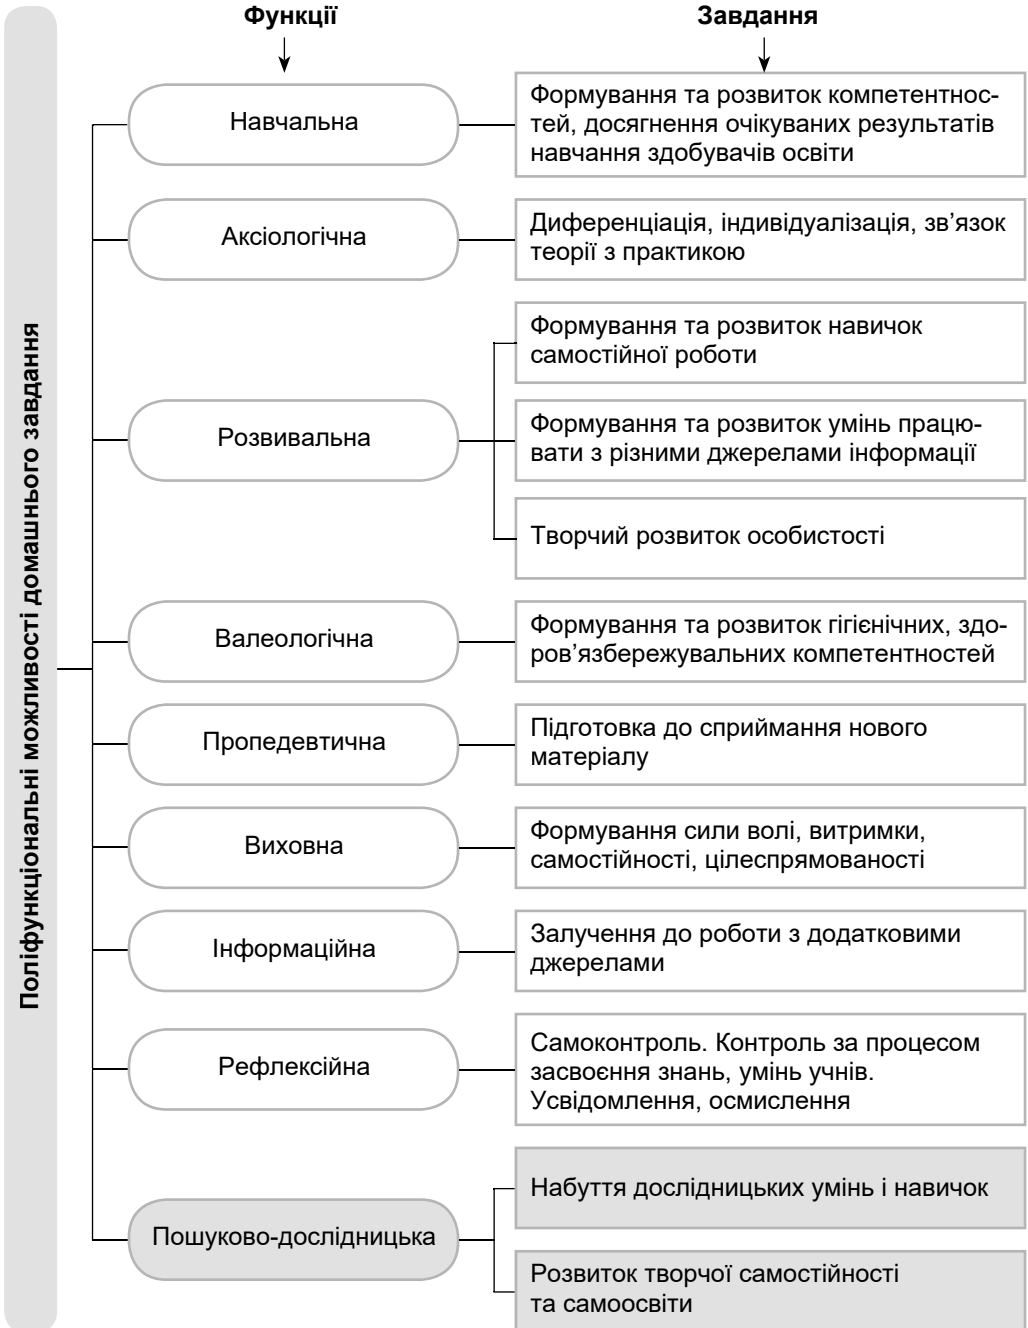 Функції
Завдання
Поліфункціональні можливості домашнього завдання
Навчальна
Формування та розвиток компетентнос-
тей, досягнення очікуваних результатів
навчання здобувачів освіти
Аксіологічна
Диференціація, індивідуалізація, зв'язок
теорії з практикою
Розвивальна
Формування та розвиток навичок
самостійної роботи
Формування та розвиток умінь працю-
вати з різними джерелами інформації
Творчий розвиток особистості
Валеологічна
Формування та розвиток гігієнічних, здо-
ров'язбережувальних компетентностей
Пропедевтична
Підготовка до сприймання нового
матеріалу
Виховна
Формування сили волі, витримки,
самостійності, цілеспрямованості
Інформаційна
Залучення до роботи з додатковими
джерелами
Рефлексійна
Самоконтроль. Контроль за процесом
засвоєння знань, умінь учнів.
Усвідомлення, осмислення
Пошуково-дослідницька
Набуття дослідницьких умінь і навичок
Розвиток творчої самостійності
та самоосвіти